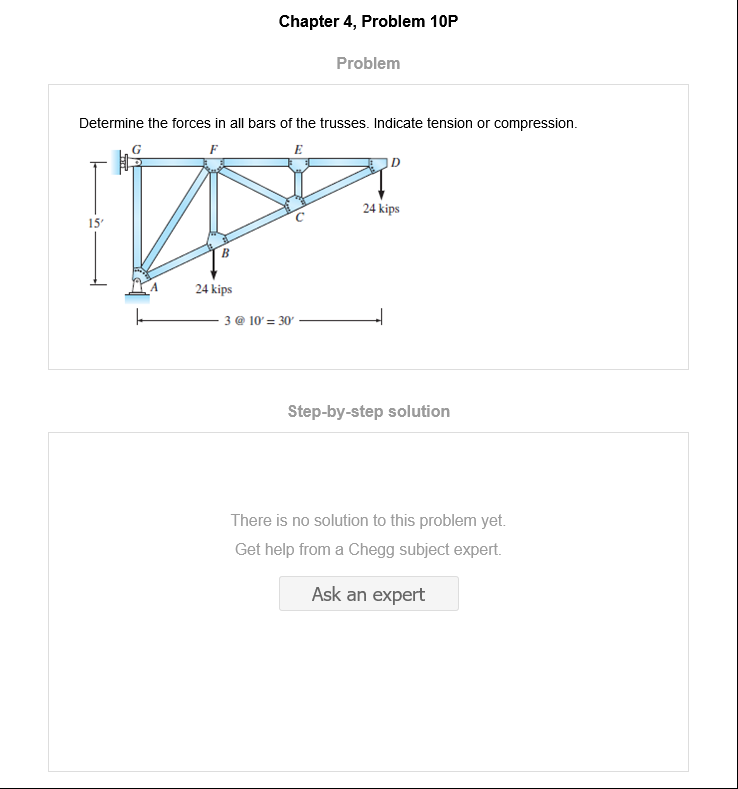 Chapter 4, Problem 10P
Problem
Determine the forces in all bars of the trusses. Indicate tension or compression.
G F E
D
24 kips
15'
C
B
A
24 kips
3 @ 10' = 30'
Step-by-step solution
There is no solution to this problem yet.
Get help from a Chegg subject expert.
Ask an expert